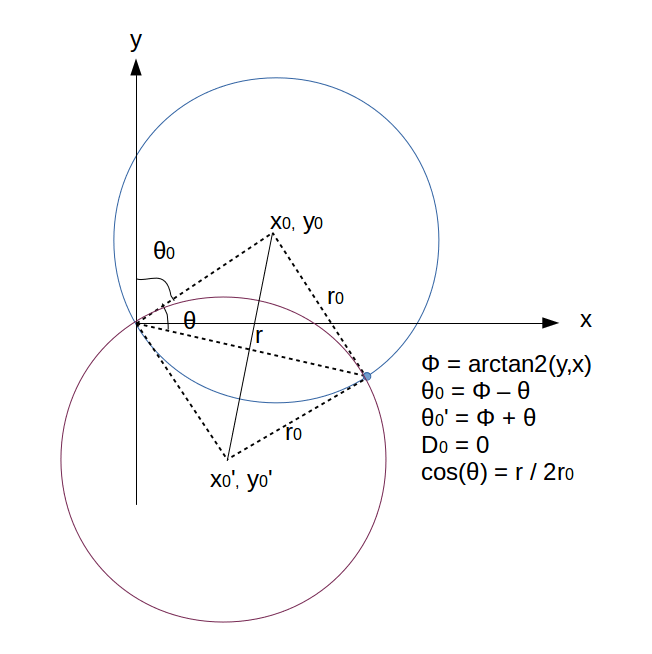 y
x₀, y₀
θ₀
r₀
θ
r
x
Φ = arctan2(y,x)
θ₀ = Φ – θ
θ₀' = Φ + θ
D₀ = 0
cos(θ) = r / 2r₀
r₀
x₀', y₀'